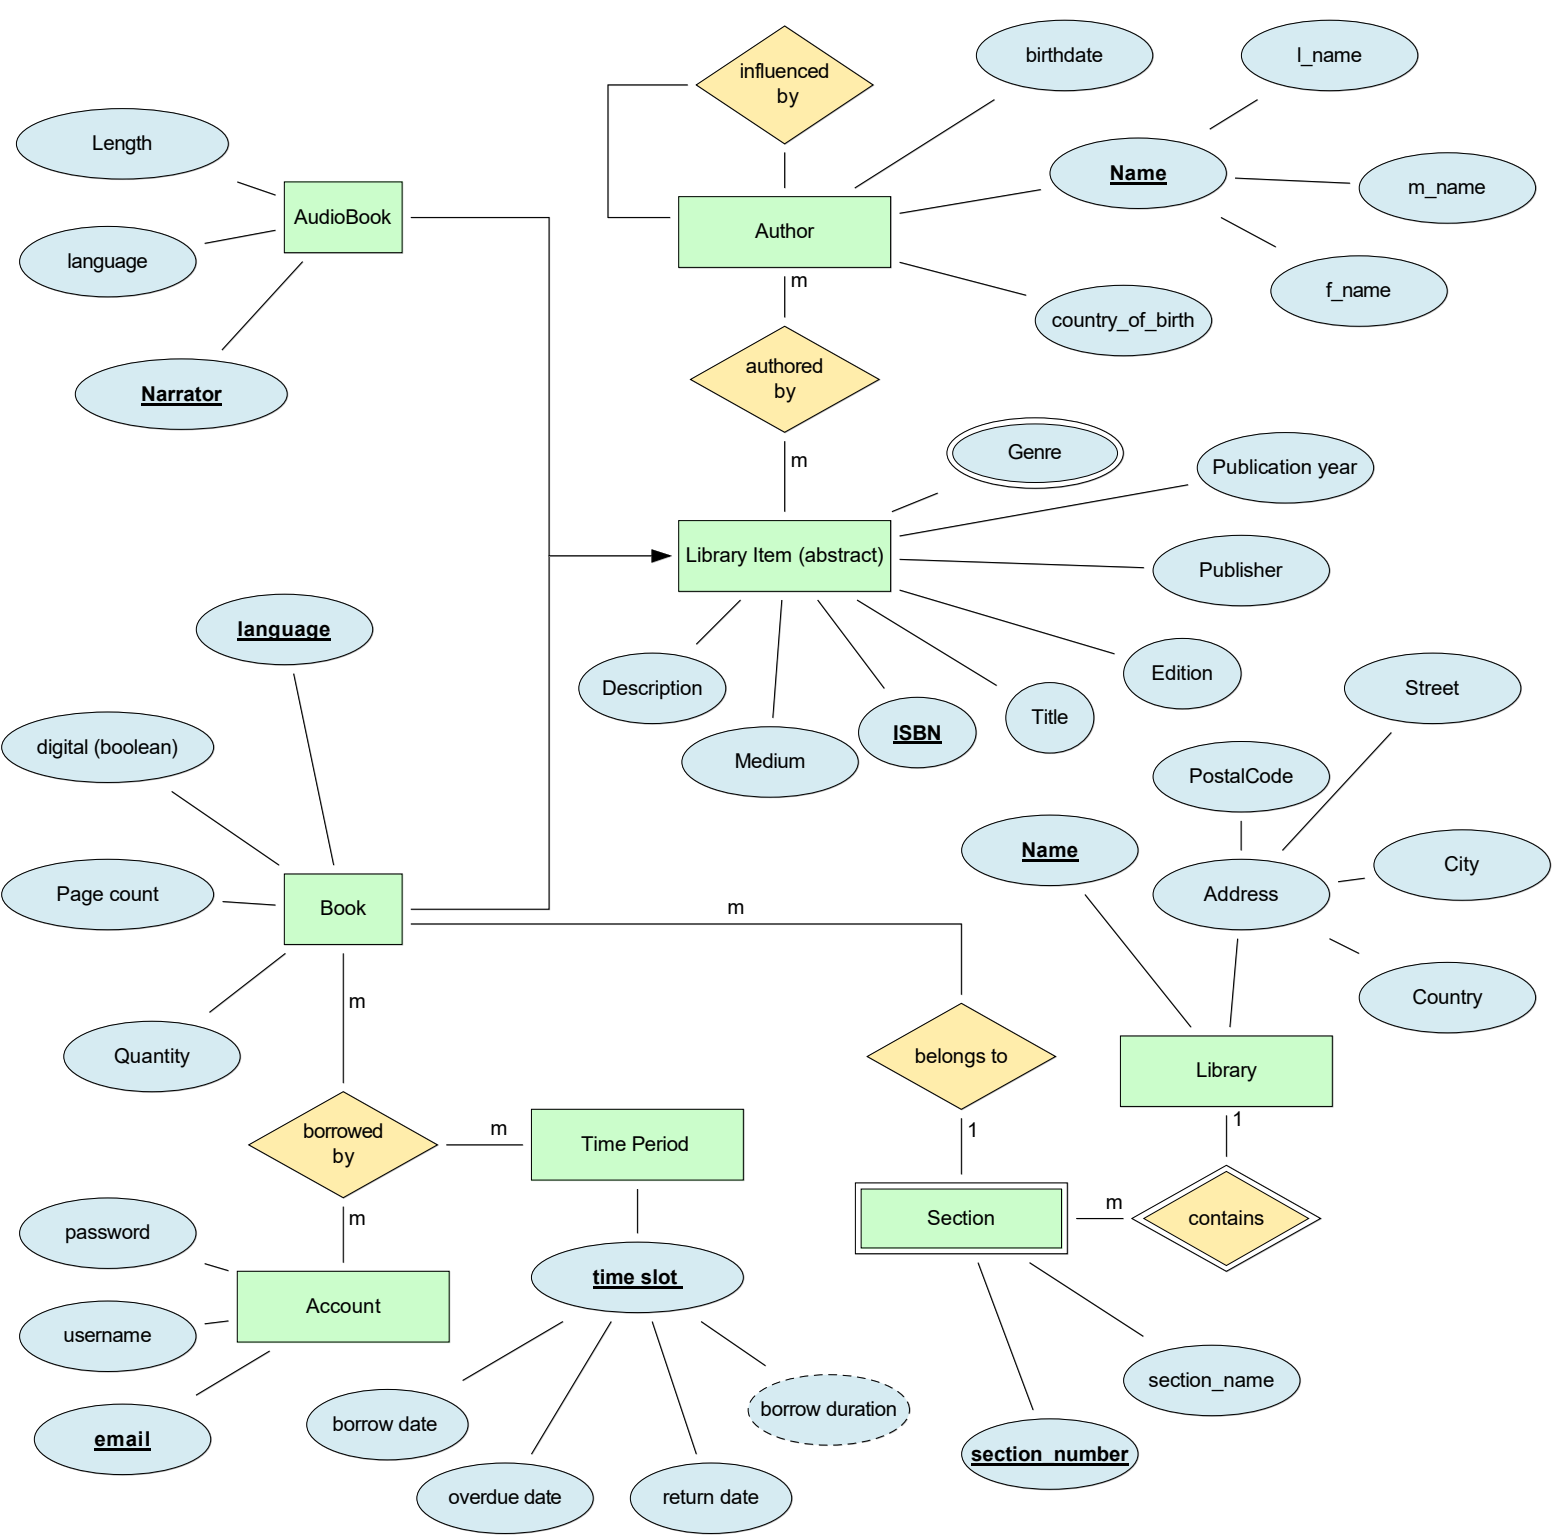 influenced
by
birthdate
l_name
Length
Name
m_name
AudioBook
Author
language
f_name
m
country_of_birth
authored
by
Narrator
m
Genre
Publication year
Library Item (abstract)
Publisher
language
Description
Edition
Street
ISBN
Title
digital (boolean)
Medium
PostalCode
Name
City
Page count
Book
m
Address
m
Country
Quantity
belongs to
Library
borrowed
by
m
Time Period
1
1
password
m
Section
m
contains
time slot
Account
username
section_name
borrow date
borrow duration
email
section_number
overdue date
return date